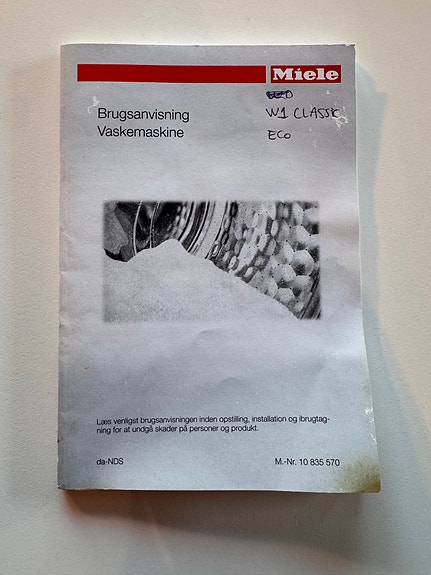 Miele
Brugsanvisning
Vaskemaskine
W1 CLASSIC
ECO
Læs venligst brugsanvisningen inden opstilling, installation og ibrugtag-
ning for at undgå skader på personer og produkt.
da-NDS
M.-Nr. 10 835 570